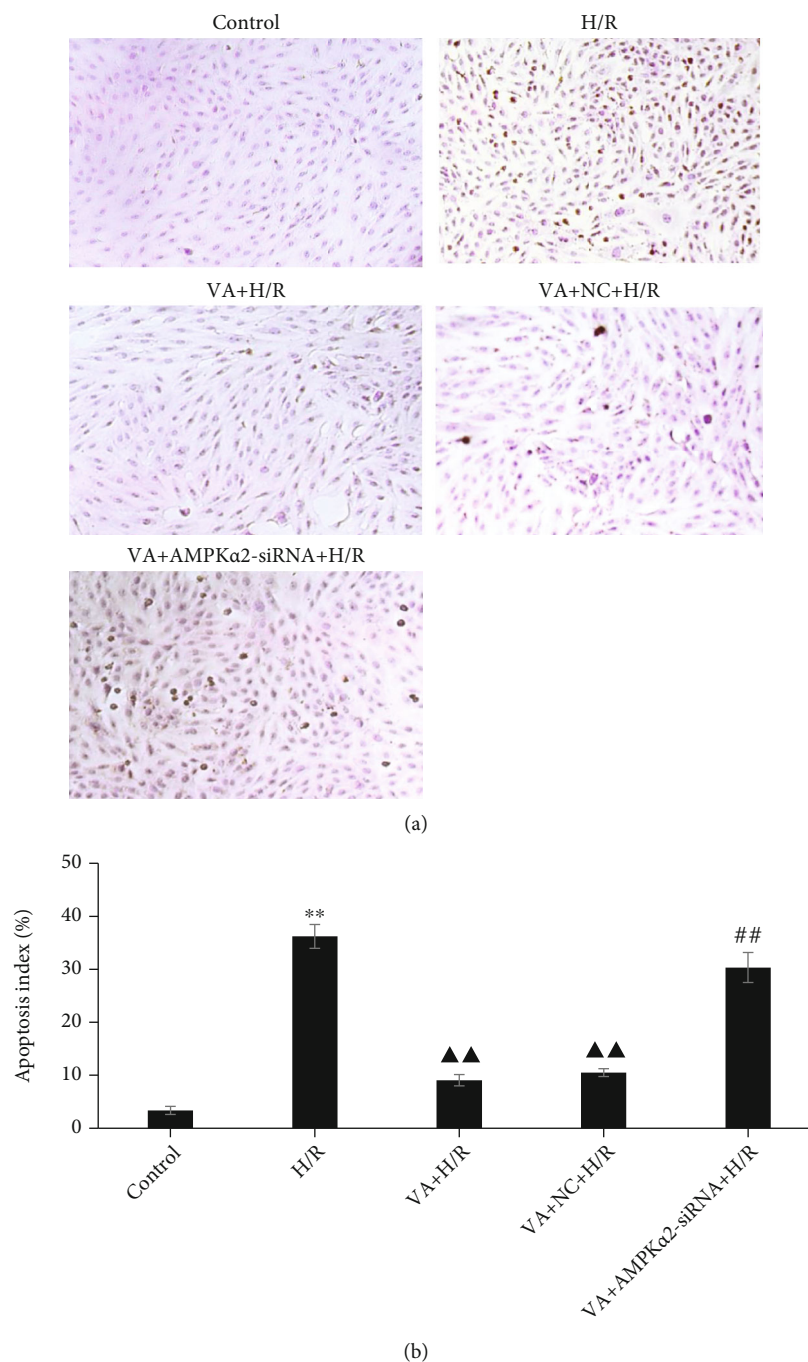 Control
H/R
VA+H/R
VA+NC+H/R
VA+AMPKα2-siRNA+H/R
(a)
50
40
30
20
10
0
Apoptosis index (%)
**
▲▲
▲▲
##
Control
H/R
VA+H/R
VA+NC+H/R
VA+AMPKα2-siRNA+H/R
(b)